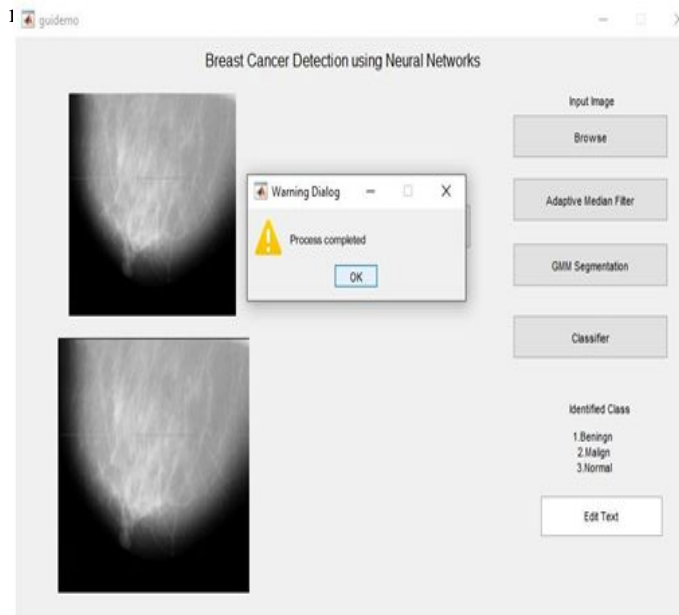 guidemo
Breast Cancer Detection using Neural Networks
Input Image
Browse
Warning Dialog
Process completed
OK
Adaptive Median Filter
GMM Segmentation
Classifier
Identified Class
1.Beningn
2.Malign
3.Normal
Edit Text